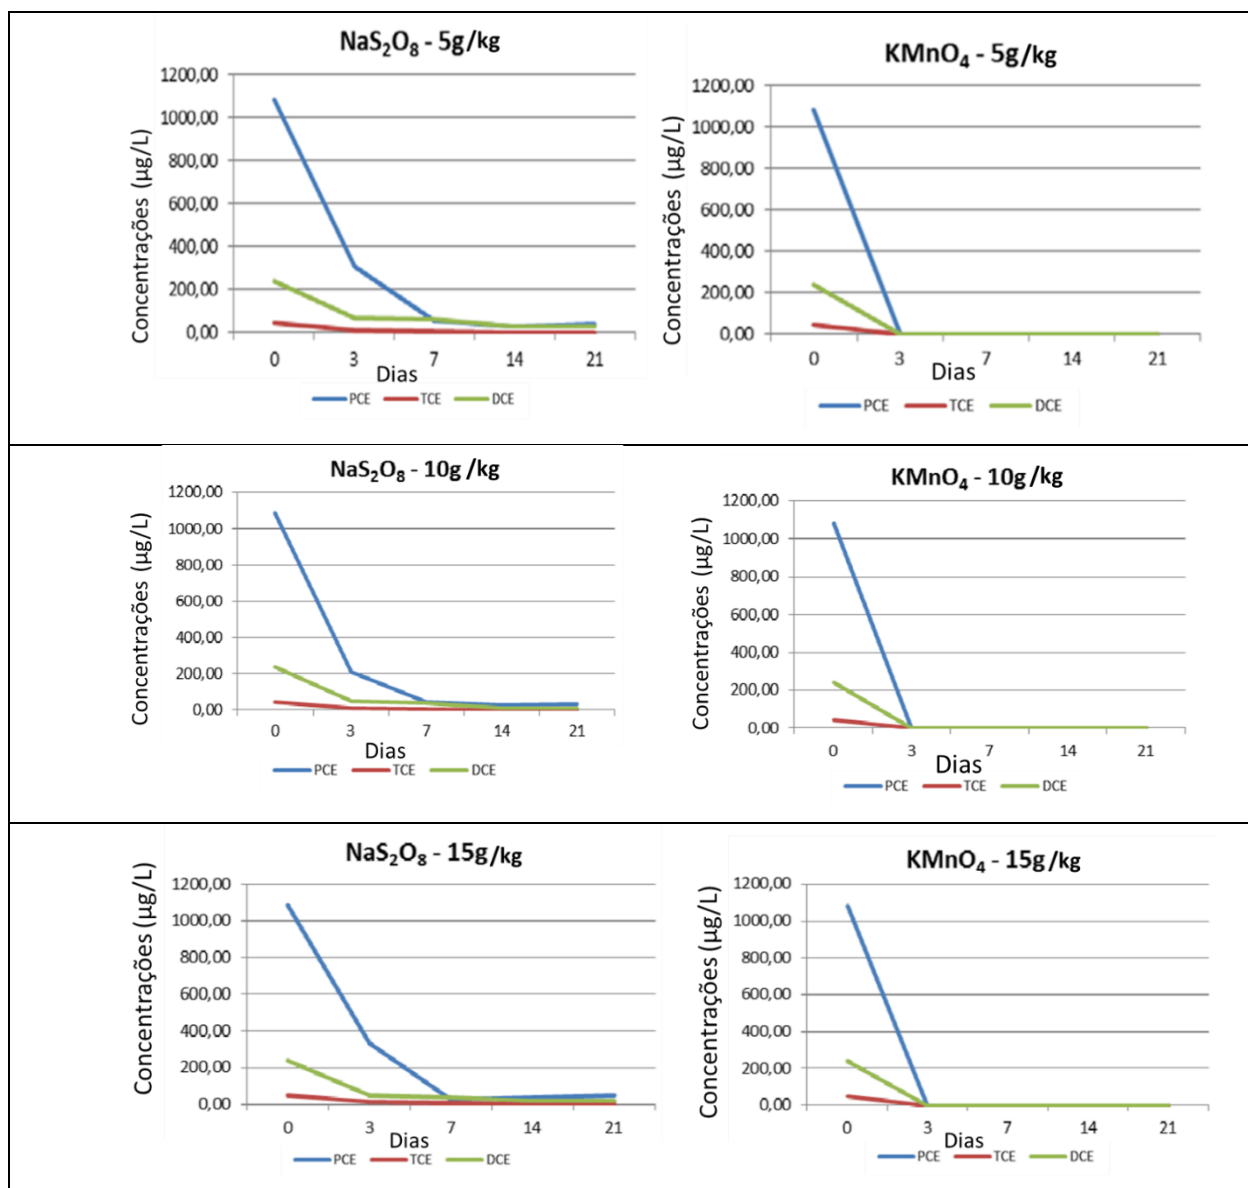 NaS₂O₈ - 5g/kg
Concentrações (µg/L)
1200,00
1000,00
800,00
600,00
400,00
200,00
0,00
0 3 7 14 21
Dias
PCE TCE DCE
KMnO₄ - 5g/kg
Concentrações (µg/L)
1200,00
1000,00
800,00
600,00
400,00
200,00
0,00
0 3 7 14 21
Dias
PCE TCE DCE
NaS₂O₈ - 10g/kg
Concentrações (µg/L)
1200,00
1000,00
800,00
600,00
400,00
200,00
0,00
0 3 7 14 21
Dias
PCE TCE DCE
KMnO₄ - 10g/kg
Concentrações (µg/L)
1200,00
1000,00
800,00
600,00
400,00
200,00
0,00
0 3 7 14 21
Dias
PCE TCE DCE
NaS₂O₈ - 15g/kg
Concentrações (µg/L)
1200,00
1000,00
800,00
600,00
400,00
200,00
0,00
0 3 7 14 21
Dias
PCE TCE DCE
KMnO₄ - 15g/kg
Concentrações (µg/L)
1200,00
1000,00
800,00
600,00
400,00
200,00
0,00
0 3 7 14 21
Dias
PCE TCE DCE